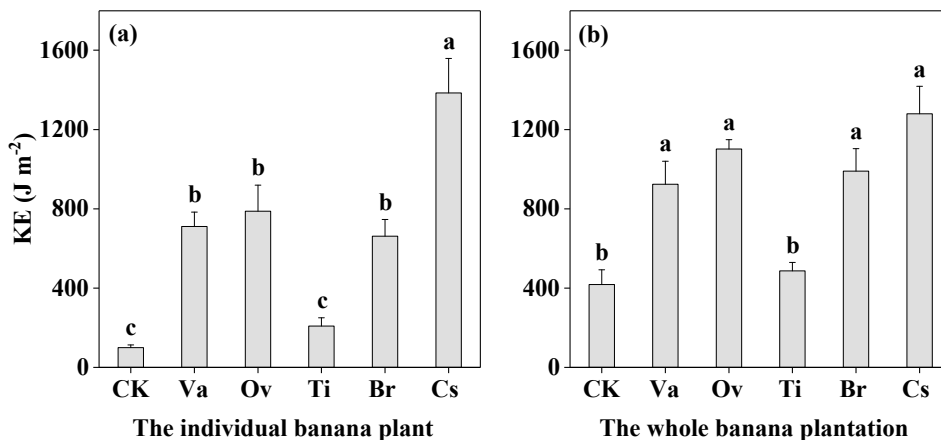 (a)
(b)
KE (J m-2)
1600
1200
800
400
0
c
b
b
c
b
a
CK Va Ov Ti Br Cs
The individual banana plant
1600
1200
800
400
0
b
a
a
b
a
a
CK Va Ov Ti Br Cs
The whole banana plantation